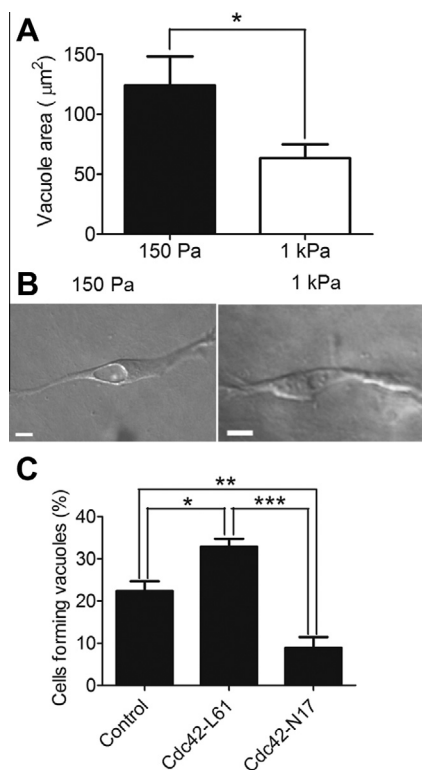 A
*
Vacuole area ( μm²)
150
100
50
0
150 Pa
1 kPa
B
150 Pa
1 kPa
C
**
*
***
Cells forming vacuoles (%)
40
30
20
10
0
Control
Cdc42-L61
Cdc42-N17